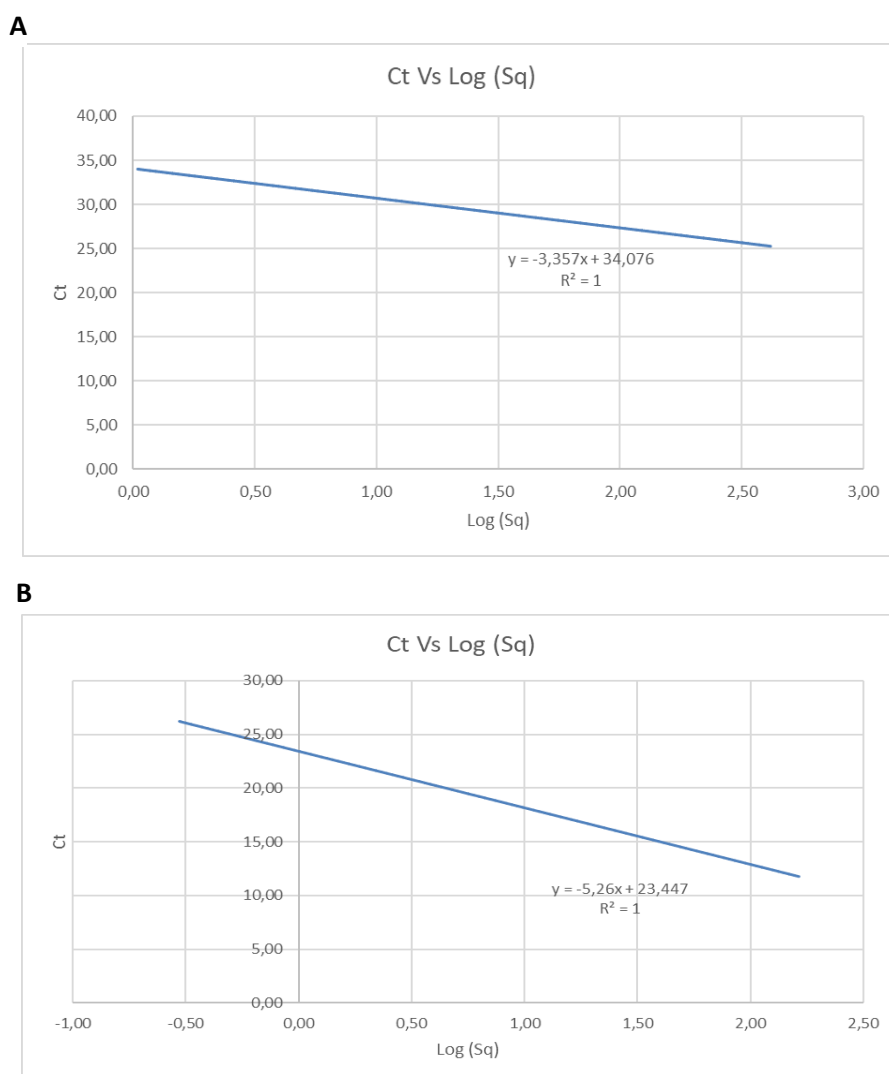 A
Ct Vs Log (Sq)
40,00
35,00
30,00
25,00
20,00
15,00
10,00
5,00
0,00
Ct
y = -3,357x + 34,076
R² = 1
0,00 0,50 1,00 1,50 2,00 2,50 3,00
Log (Sq)
B
Ct Vs Log (Sq)
30,00
25,00
20,00
15,00
10,00
5,00
0,00
Ct
y = -5,26x + 23,447
R² = 1
-1,00 -0,50 0,00 0,50 1,00 1,50 2,00 2,50
Log (Sq)